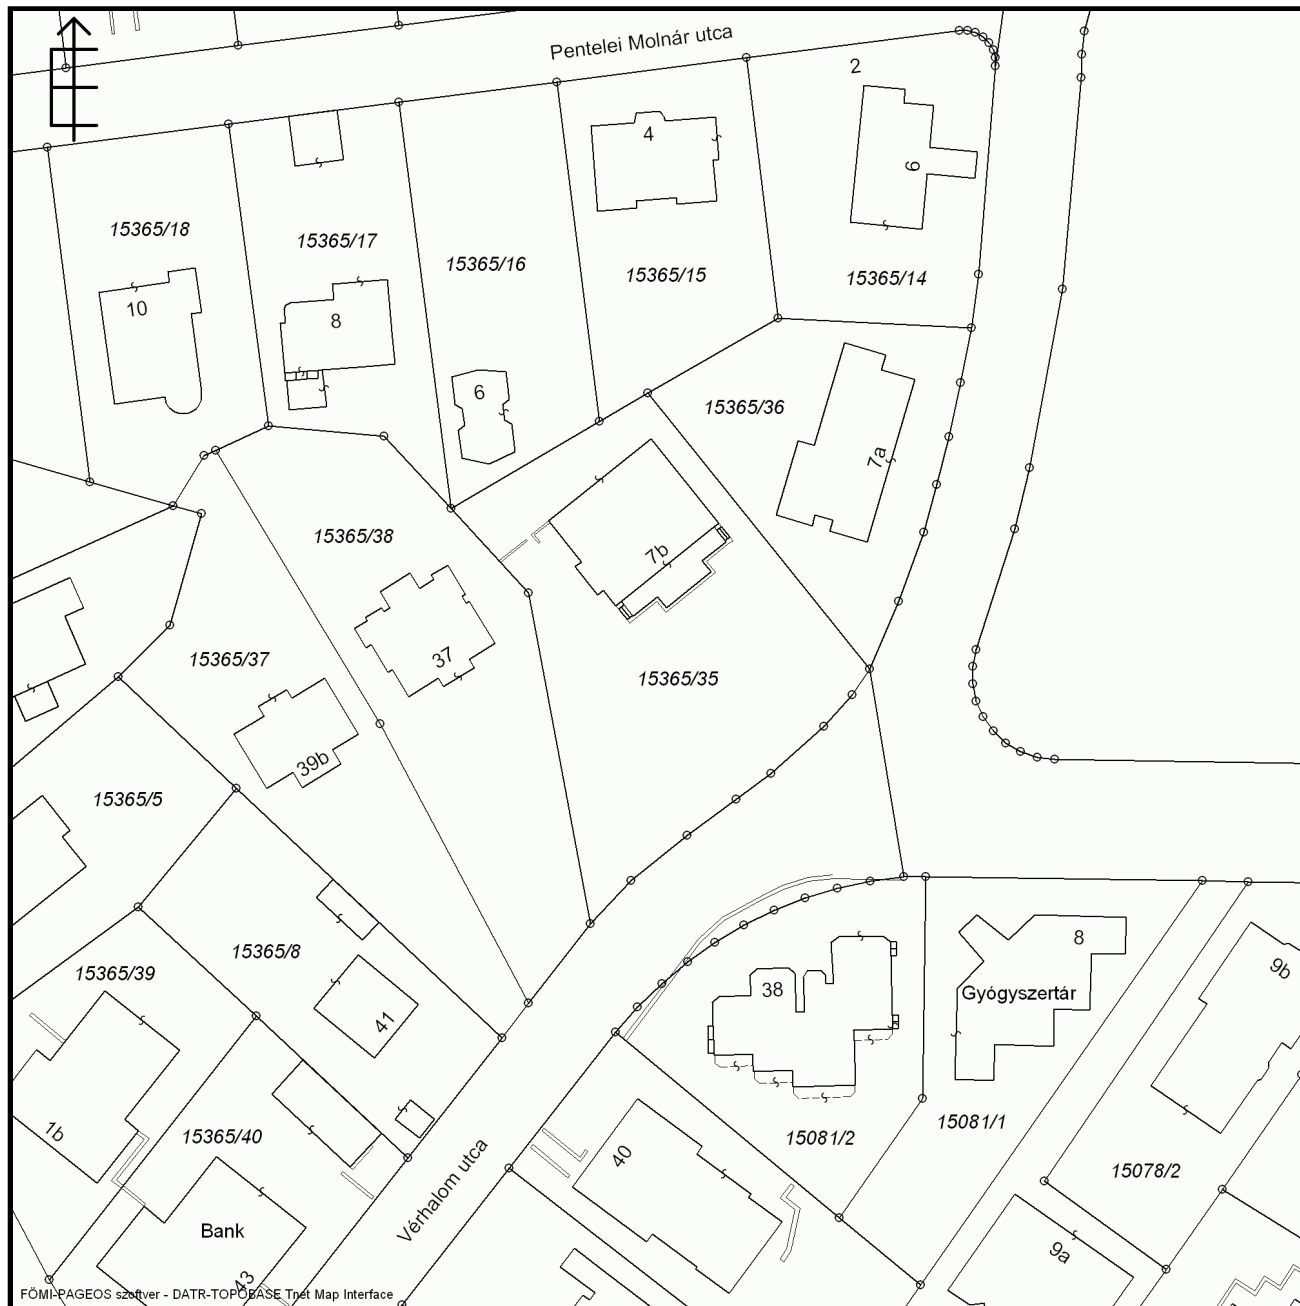 Pentelei Molnár utca
2
4
6
15365/18
15365/17
15365/16
15365/15
15365/14
10
8
6
15365/36
7a
15365/38
7b
37
15365/37
15365/35
39b
15365/5
15365/8
15365/39
41
38
8
Gyógyszertár
9b
1b
15365/40
40
15081/2
15081/1
15078/2
Vérhalom utca
Bank
43
9a
FÖMI-PAGEOS szoftver - DATR-TOPOBASE Tnet Map Interface